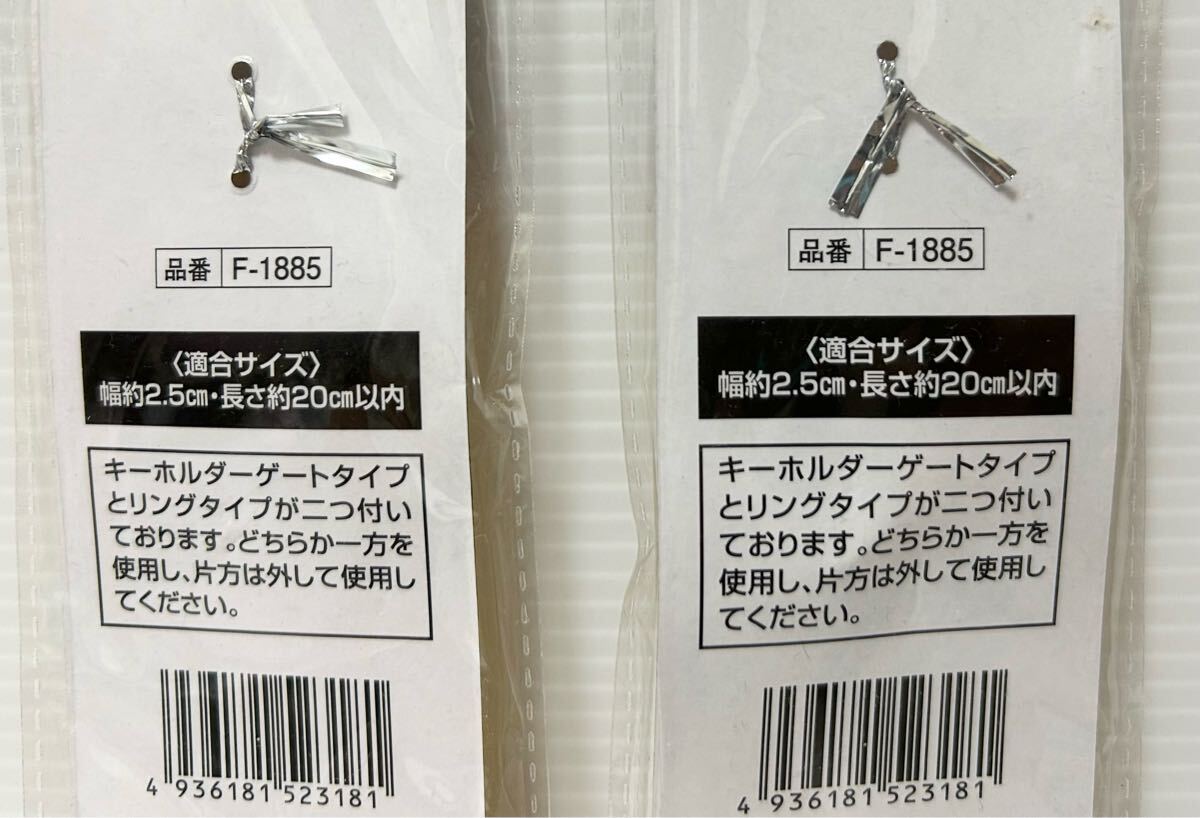 品番 F-1885
〈適合サイズ〉
幅約2.5㎝・長さ約20㎝以内
キーホルダーゲートタイプ
とリングタイプが二つ付い
ております。どちらか一方を
使用し、片方は外して使用し
てください。
4 936181 523181
品番 F-1885
〈適合サイズ〉
幅約2.5㎝・長さ約20㎝以内
キーホルダーゲートタイプ
とリングタイプが二つ付い
ております。どちらか一方を
使用し、片方は外して使用し
てください。
4 936181 523181